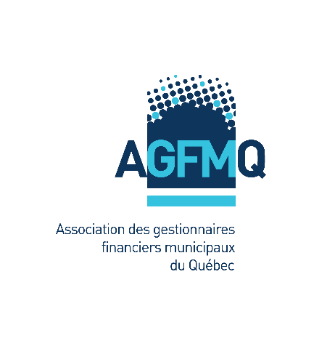 AGFMQ
Association des gestionnaires
financiers municipaux
du Québec